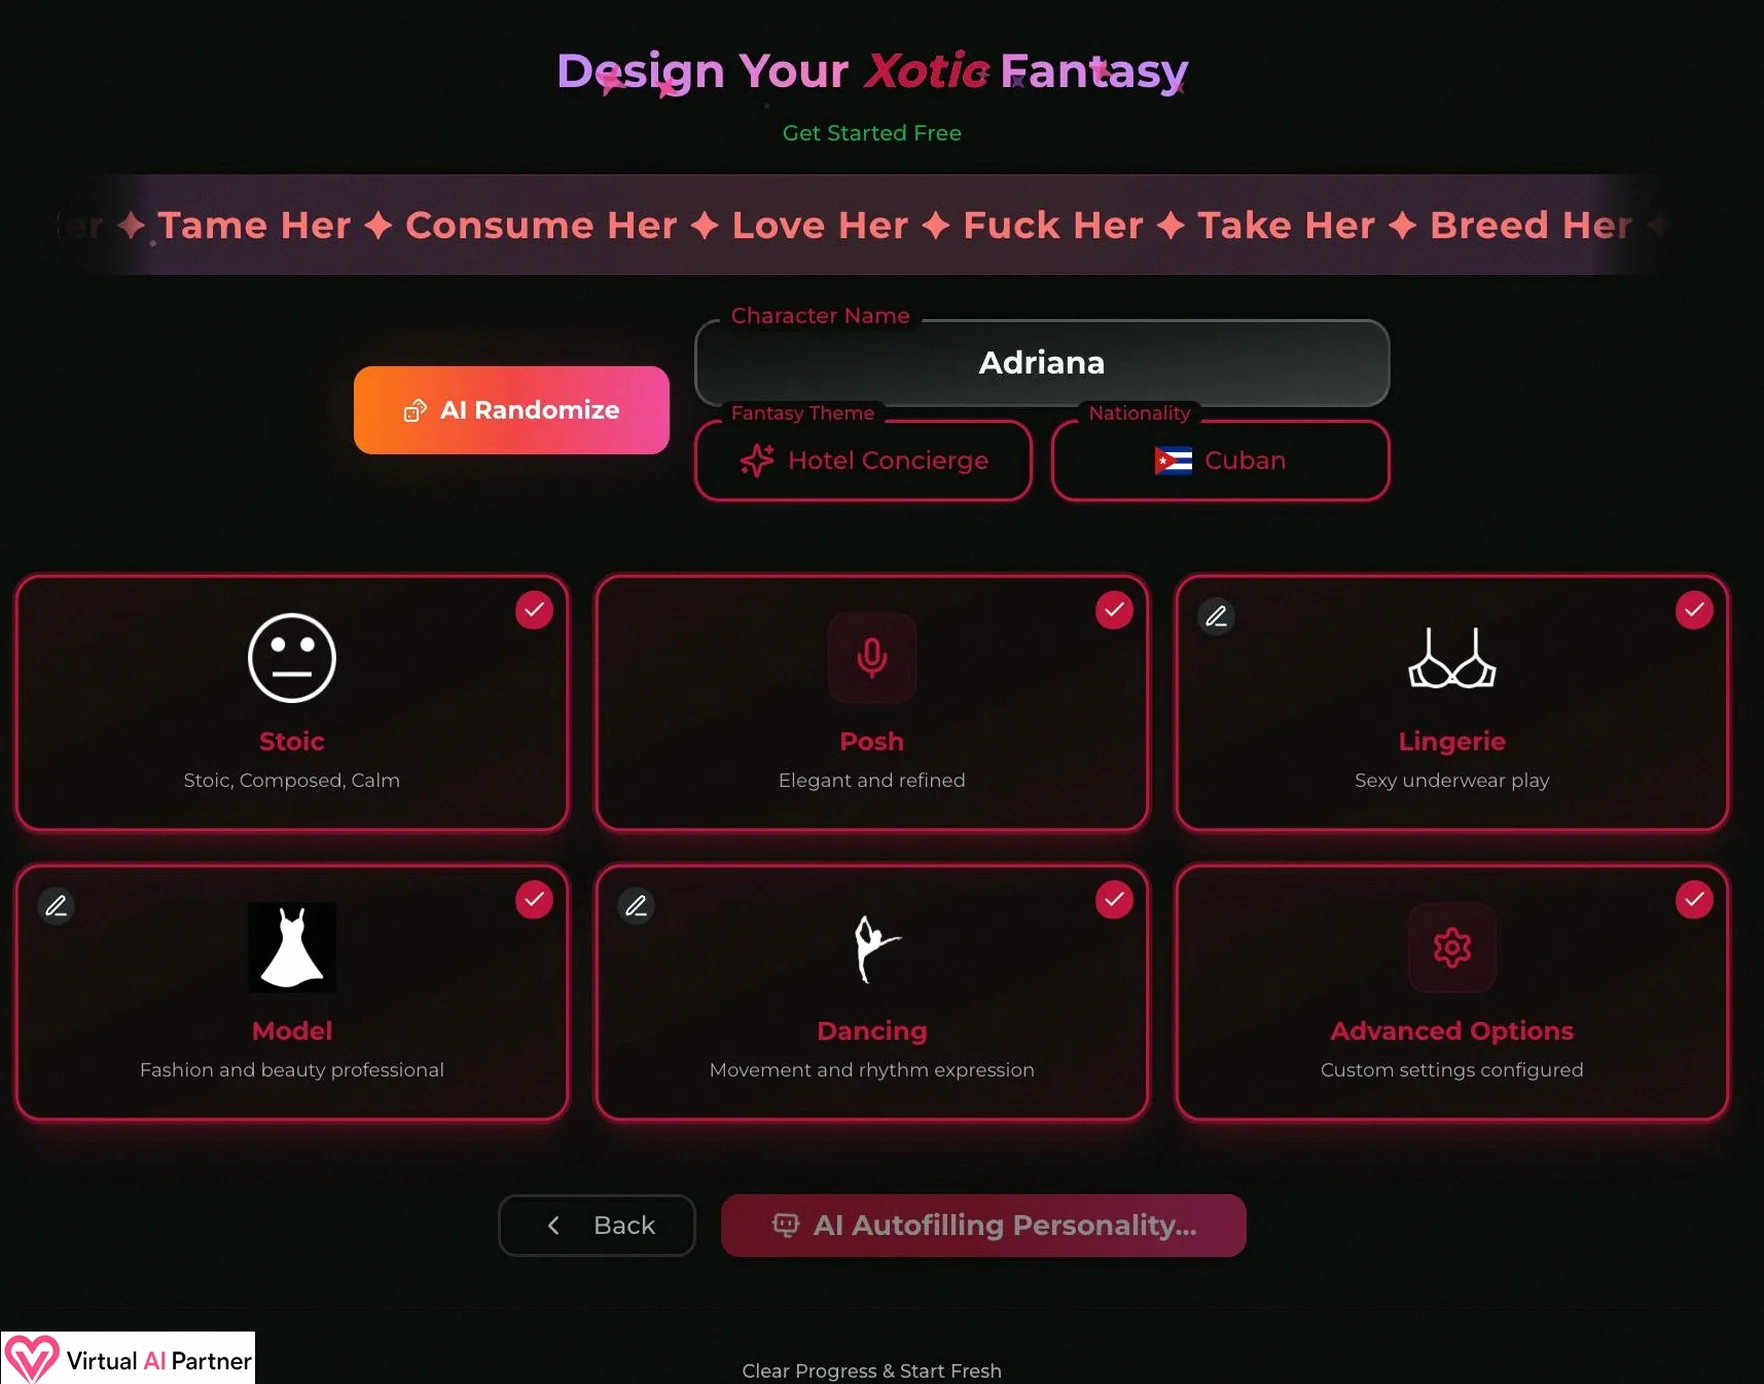 Design Your Xotic Fantasy
Get Started Free
er ✦ Tame Her ✦ Consume Her ✦ Love Her ✦ Fuck Her ✦ Take Her ✦ Breed Her ✦
Character Name
Adriana
AI Randomize
Fantasy Theme
Nationality
Hotel Concierge
Cuban
Stoic
Stoic, Composed, Calm
Posh
Elegant and refined
Lingerie
Sexy underwear play
Model
Fashion and beauty professional
Dancing
Movement and rhythm expression
Advanced Options
Custom settings configured
Back
AI Autofilling Personality...
Virtual AI Partner
Clear Progress & Start Fresh